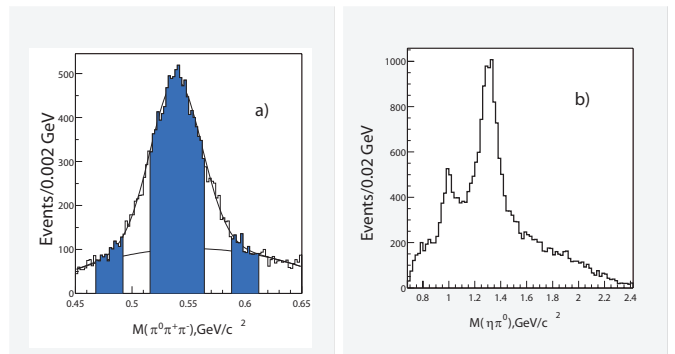 a)
Events/0.002 GeV
500
400
300
200
100
0
0.45 0.5 0.55 0.6 0.65
M(π⁰π⁺π⁻),GeV/c ²
b)
Events/0.02 GeV
1000
800
600
400
200
0
0.8 1 1.2 1.4 1.6 1.8 2 2.2 2.4
M(ηπ⁰),GeV/c ²